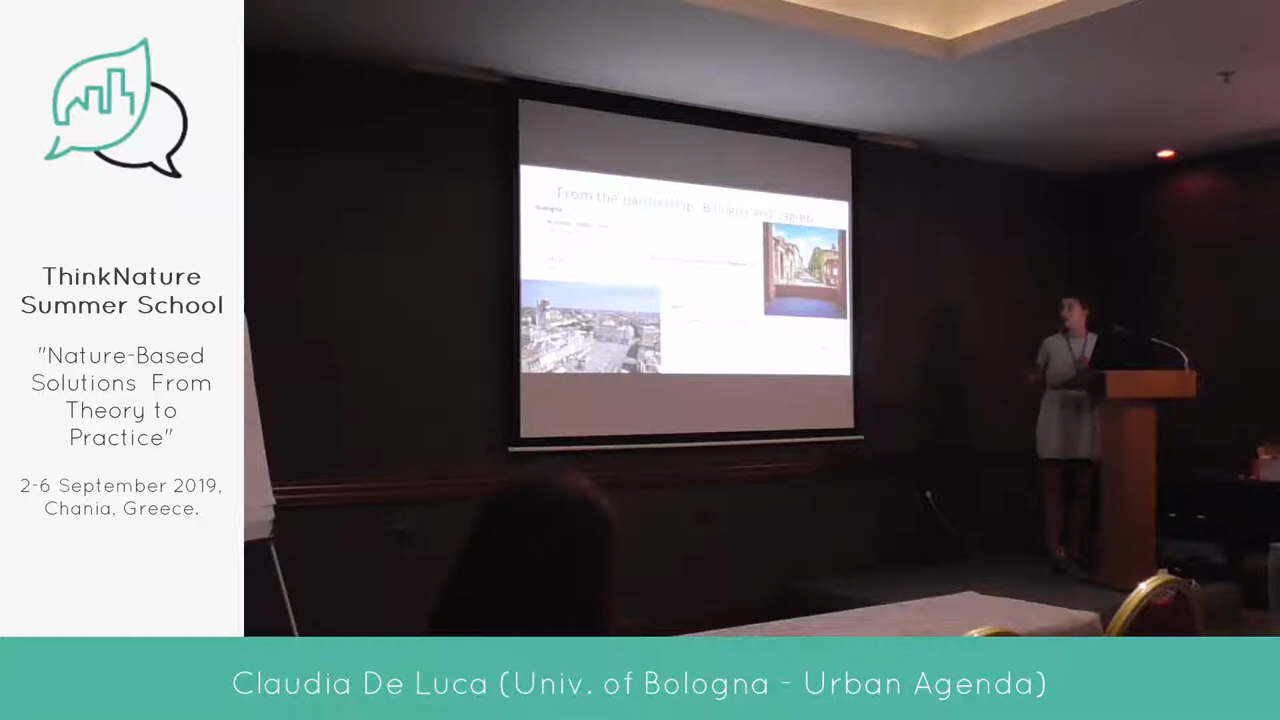 ThinkNature
Summer School
"Nature-Based
Solutions From
Theory to
Practice"
2-6 September 2019,
Chania, Greece.
From the partnership: Bologna and Zagreb
Bologna
Claudia De Luca (Univ. of Bologna - Urban Agenda)